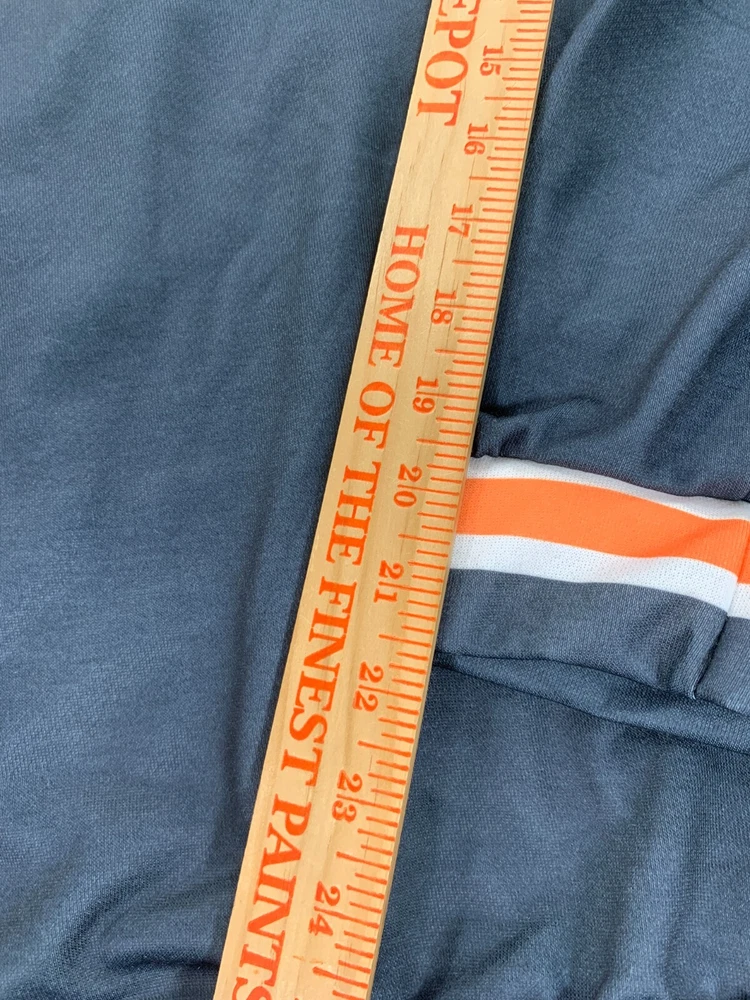 EPOT HOME OF THE FINEST PAINTS
15 16 17 18 19 20 21 22 23 24